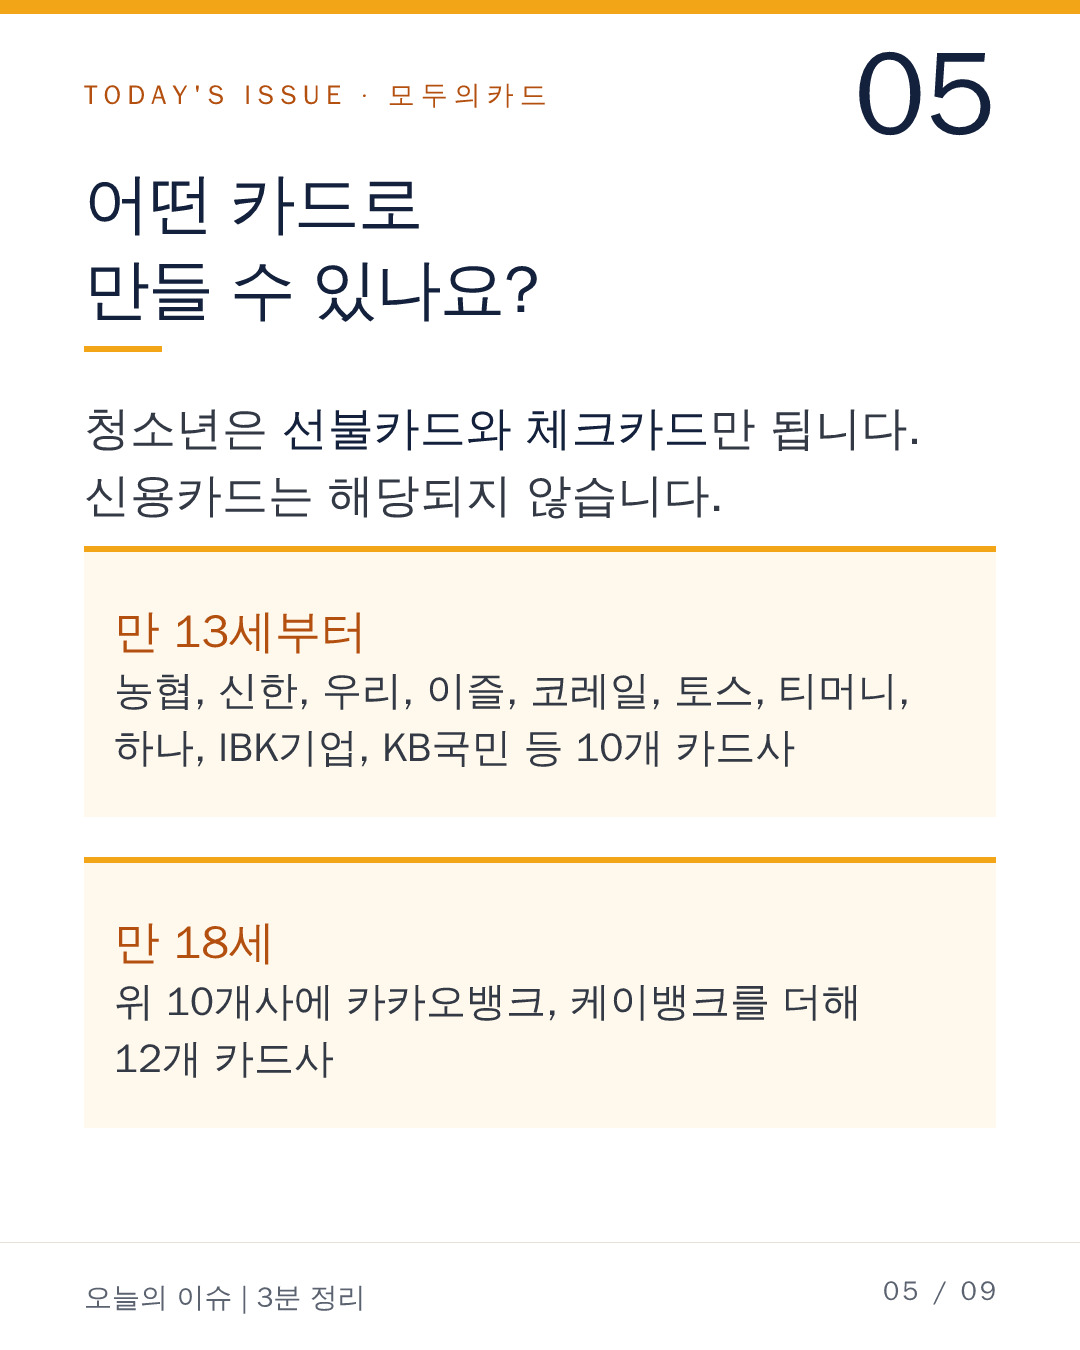 TODAY'S ISSUE · 모두의카드
05
어떤 카드로
만들 수 있나요?
청소년은 선불카드와 체크카드만 됩니다.
신용카드는 해당되지 않습니다.
만 13세부터
농협, 신한, 우리, 이즐, 코레일, 토스, 티머니,
하나, IBK기업, KB국민 등 10개 카드사
만 18세
위 10개사에 카카오뱅크, 케이뱅크를 더해
12개 카드사
오늘의 이슈 | 3분 정리
05 / 09